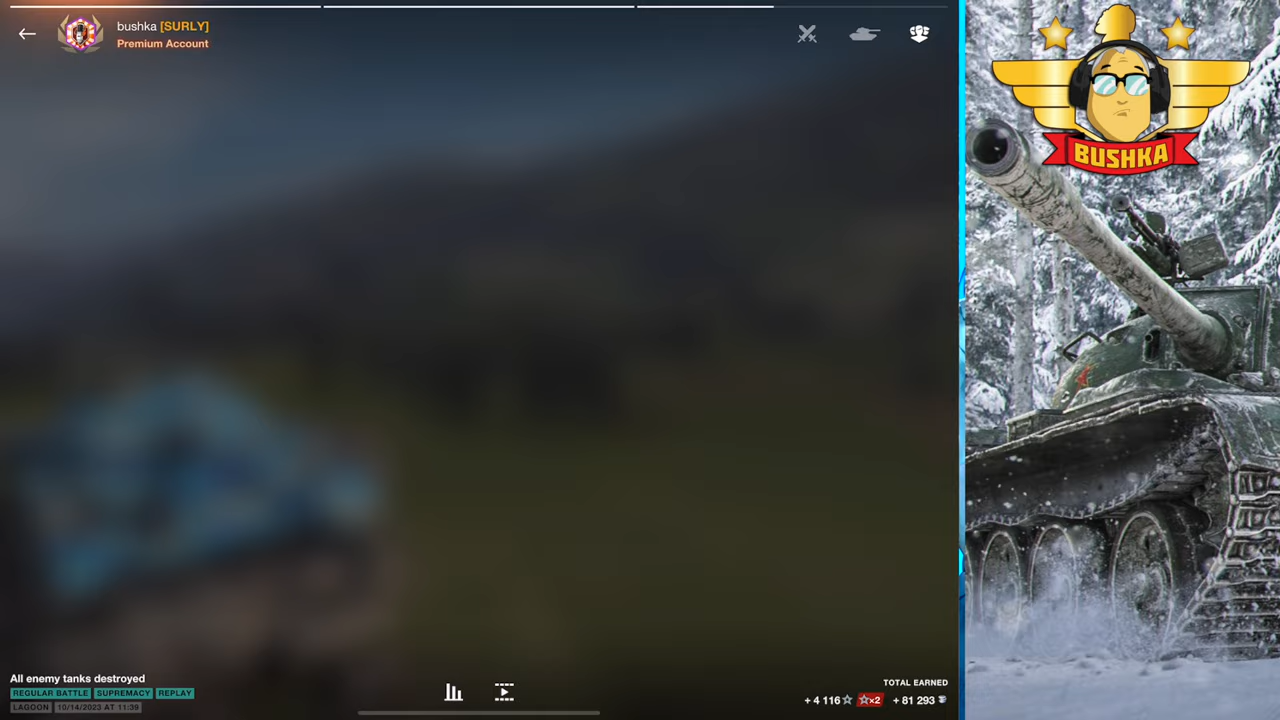 bushka [SURLY]
Premium Account
BUSHKA
All enemy tanks destroyed
REGULAR BATTLE SUPREMACY REPLAY
LAGOON 10/14/2023 AT 11:39
TOTAL EARNED
+ 4 116 ×2 + 81 293